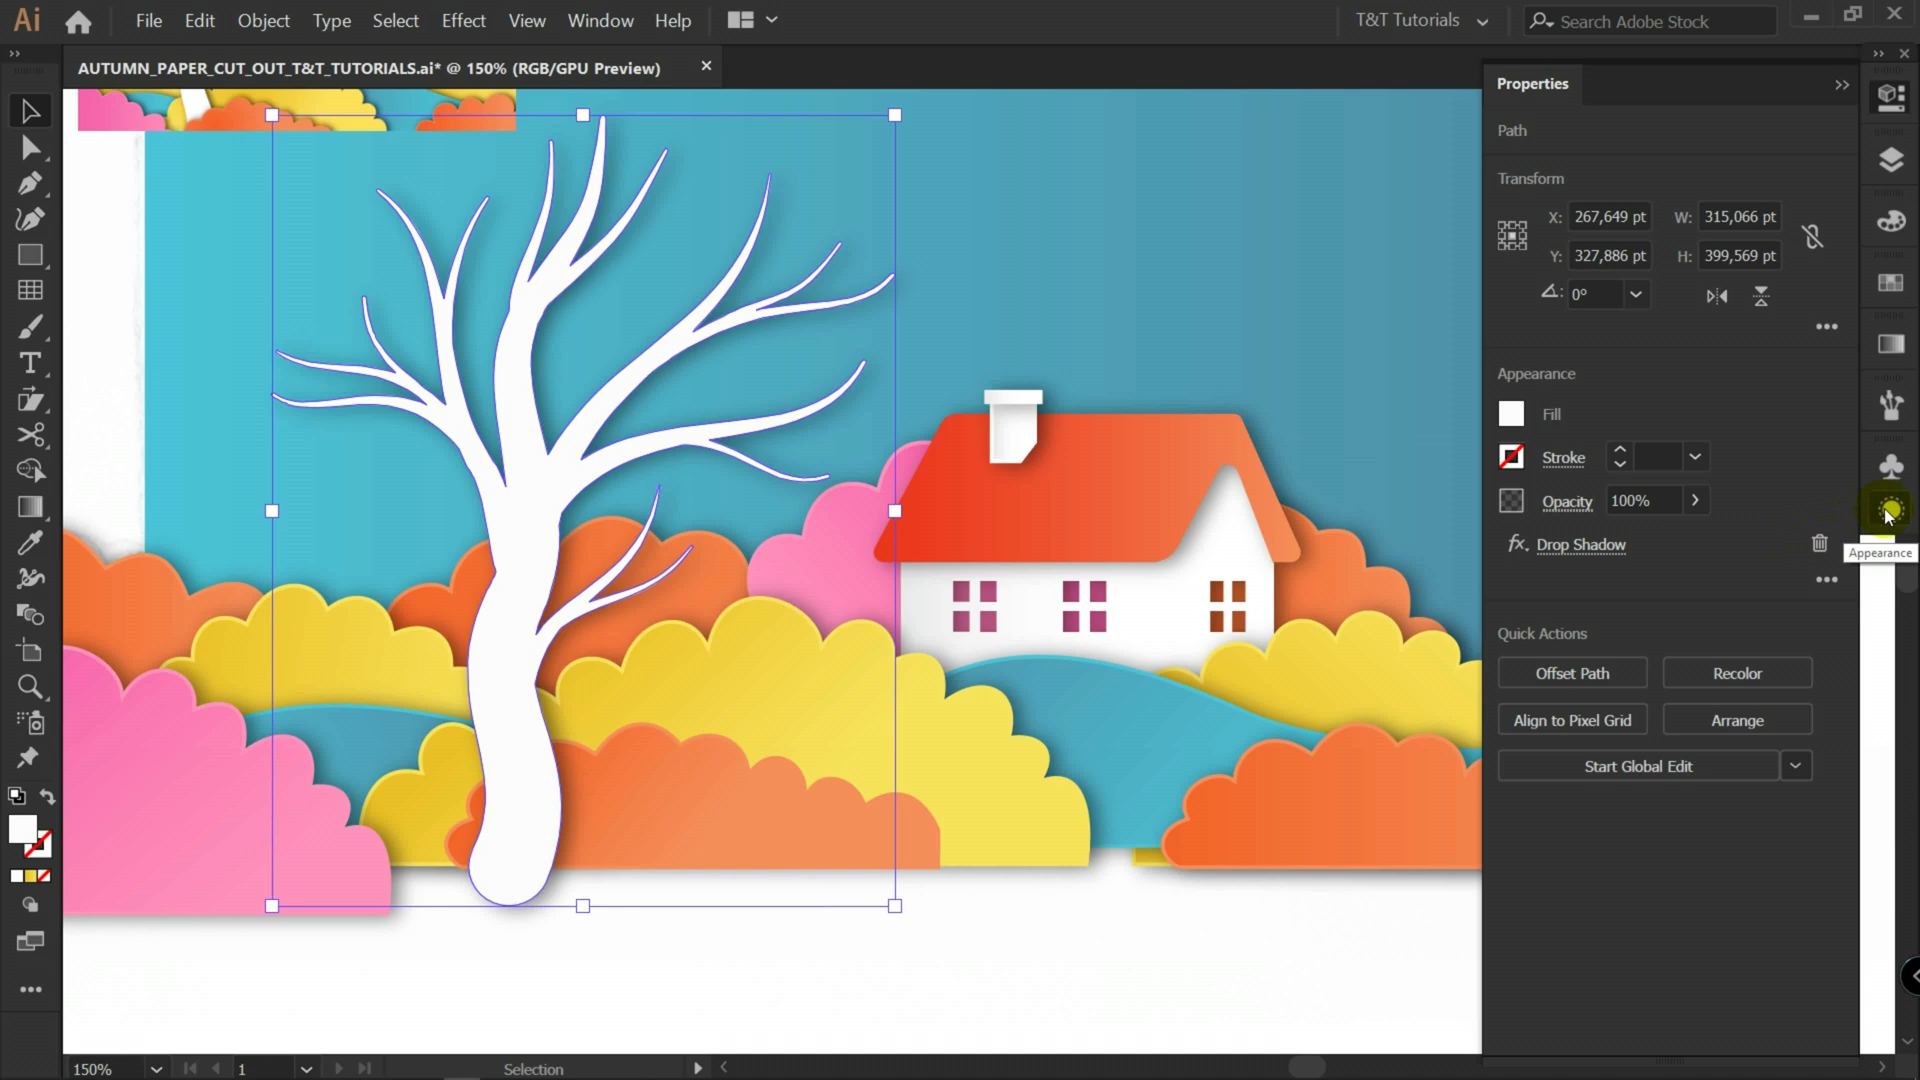 Ai File Edit Object Type Select Effect View Window Help T&T Tutorials Search Adobe Stock
AUTUMN_PAPER_CUT_OUT_T&T_TUTORIALS.ai* @ 150% (RGB/GPU Preview)
Properties
Path
Transform
X: 267,649 pt W: 315,066 pt
Y: 327,886 pt H: 399,569 pt
0°
Appearance
Fill
Stroke
Opacity 100%
fx Drop Shadow
Appearance
Quick Actions
Offset Path Recolor
Align to Pixel Grid Arrange
Start Global Edit
150% 1 Selection